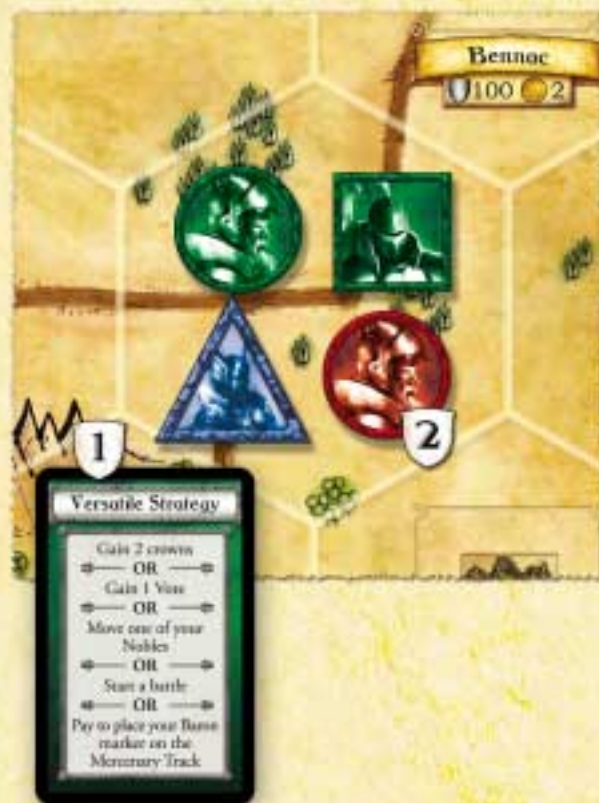 Bennac
100 2
2
1
Versatile Strategy
Gain 2 crowns
OR
Gain 1 Vote
OR
Move one of your
Nobles
OR
Start a battle
OR
Pay to place your Baron
marker on the
Mercenary Track